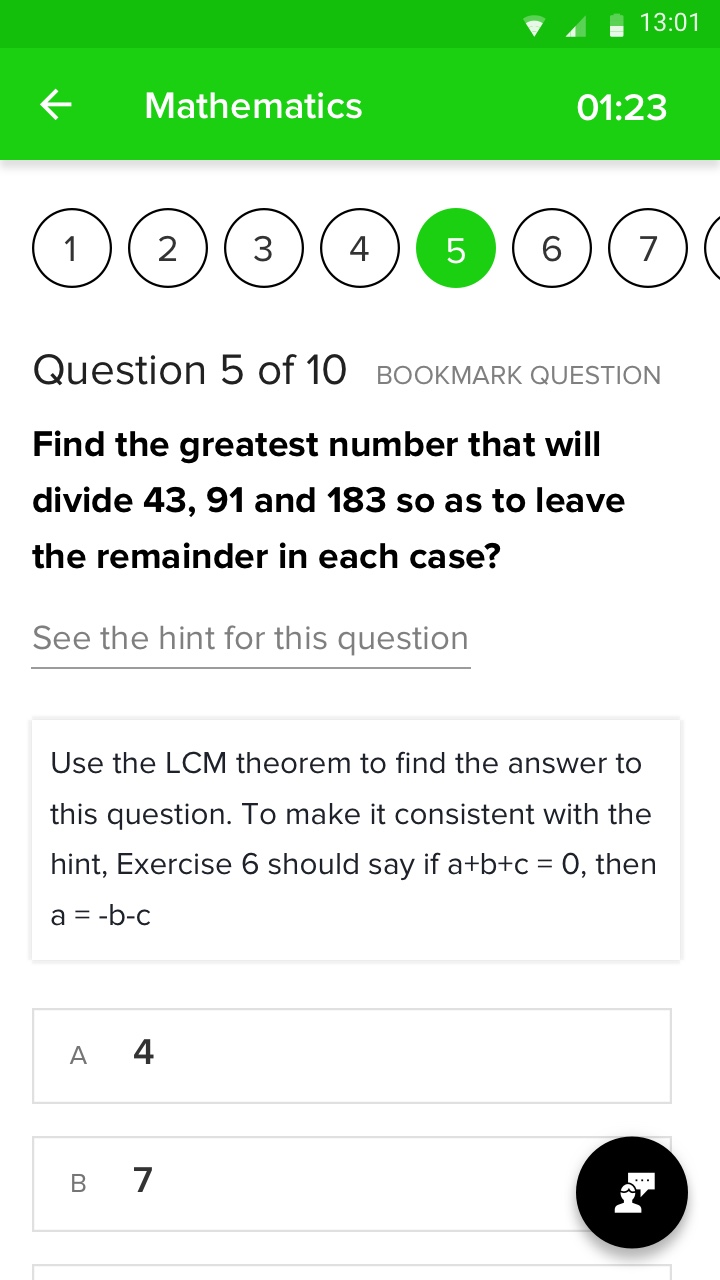 13:01
Mathematics 01:23
1 2 3 4 5 6 7
Question 5 of 10 BOOKMARK QUESTION
Find the greatest number that will
divide 43, 91 and 183 so as to leave
the remainder in each case?
See the hint for this question
Use the LCM theorem to find the answer to
this question. To make it consistent with the
hint, Exercise 6 should say if a+b+c = 0, then
a = -b-c
A 4
B 7